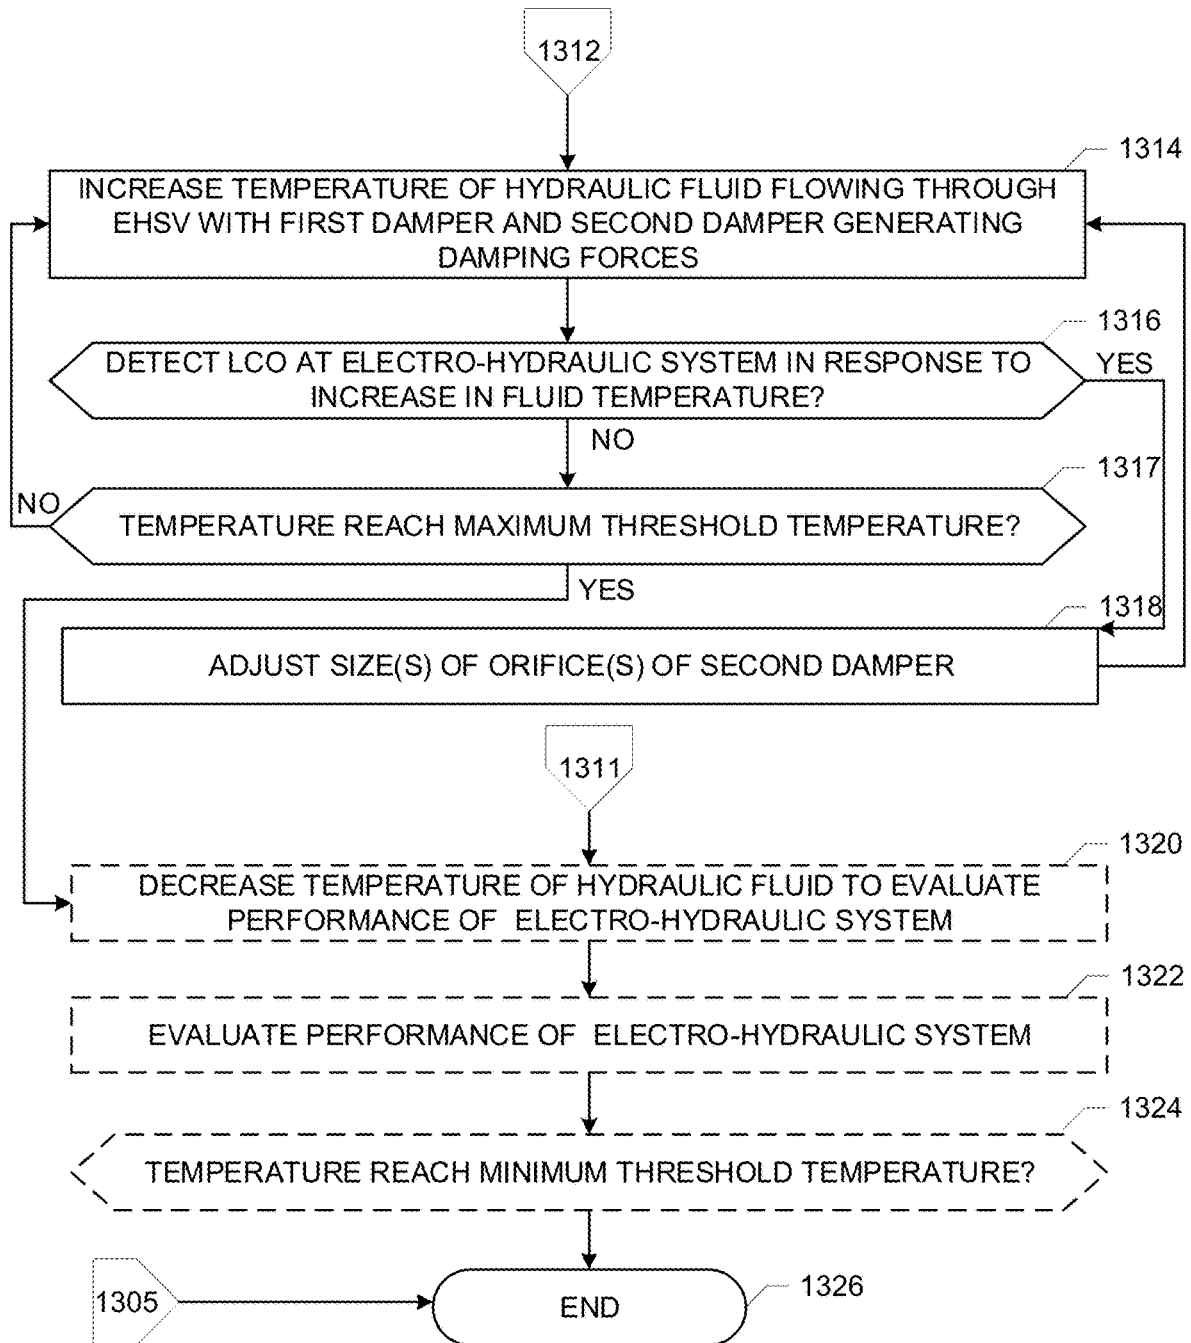 1312
1314
INCREASE TEMPERATURE OF HYDRAULIC FLUID FLOWING THROUGH
EHSV WITH FIRST DAMPER AND SECOND DAMPER GENERATING
DAMPING FORCES
1316
DETECT LCO AT ELECTRO-HYDRAULIC SYSTEM IN RESPONSE TO
INCREASE IN FLUID TEMPERATURE?
YES
NO
1317
NO
TEMPERATURE REACH MAXIMUM THRESHOLD TEMPERATURE?
YES
1318
ADJUST SIZE(S) OF ORIFICE(S) OF SECOND DAMPER
1311
1320
DECREASE TEMPERATURE OF HYDRAULIC FLUID TO EVALUATE
PERFORMANCE OF ELECTRO-HYDRAULIC SYSTEM
1322
EVALUATE PERFORMANCE OF ELECTRO-HYDRAULIC SYSTEM
1324
TEMPERATURE REACH MINIMUM THRESHOLD TEMPERATURE?
1326
1305
END